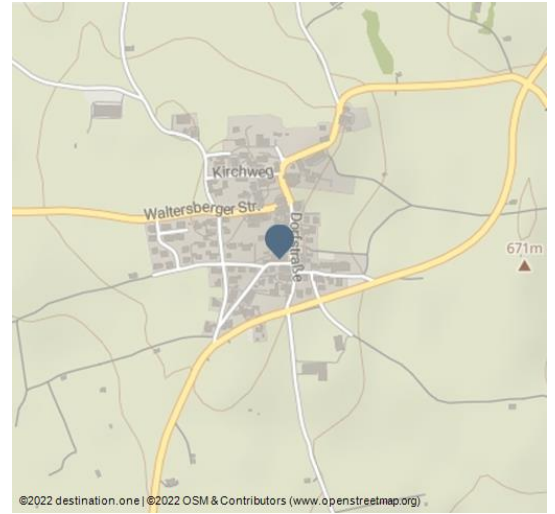 Kirchweg
Waltersberger Str.
Dorfstraße
671m
©2022 destination.one | ©2022 OSM & Contributors (www.openstreetmap.org)